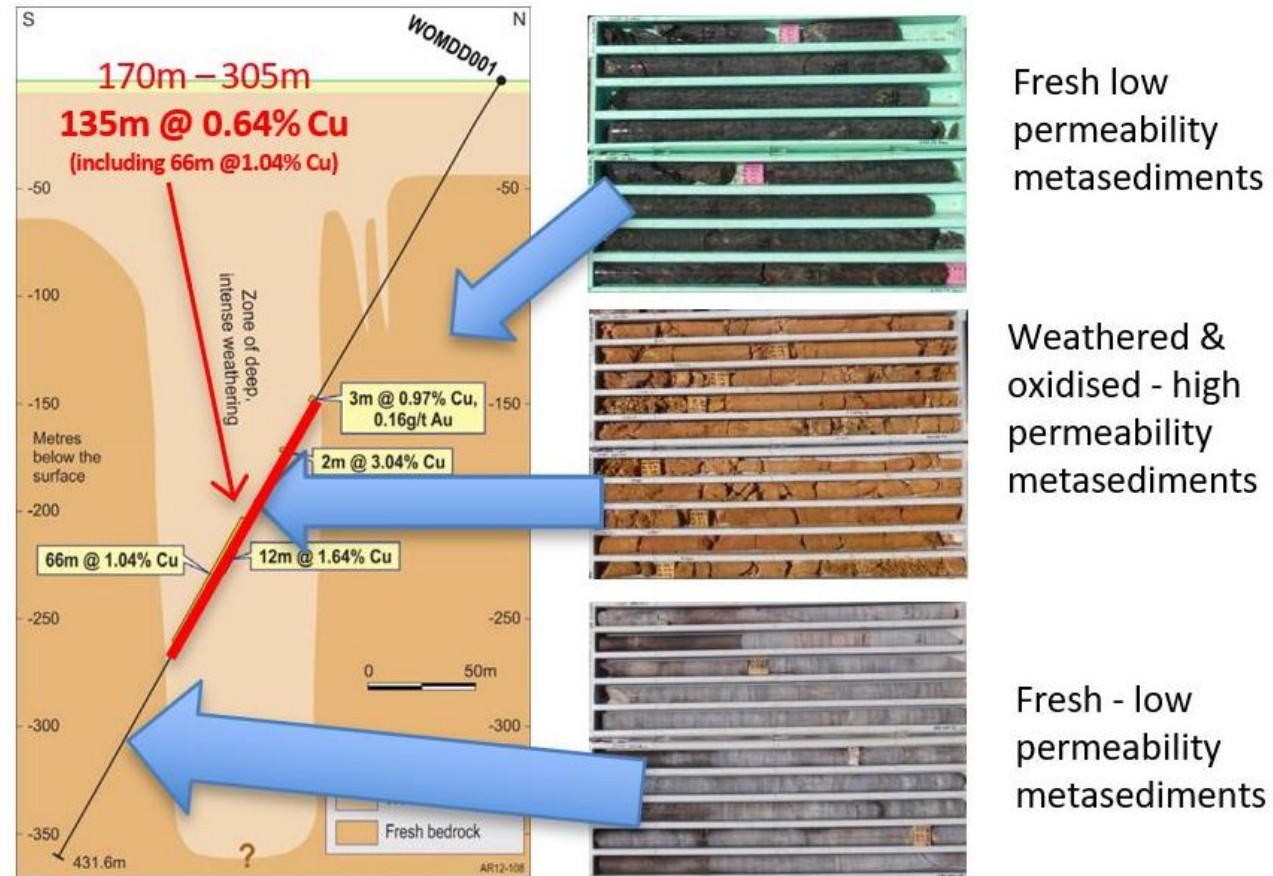 S
N
WOMDD001
170m – 305m
135m @ 0.64% Cu
(including 66m @1.04% Cu)
-50
-50
-100
Zone of deep,
intense weathering
-150
-150
3m @ 0.97% Cu,
0.16g/t Au
Metres
below the
surface
2m @ 3.04% Cu
-200
66m @ 1.04% Cu
12m @ 1.64% Cu
-250
-250
0
50m
-300
-300
Fresh bedrock
-350
431.6m
?
AR12-108
Fresh low
permeability
metasediments
Weathered &
oxidised - high
permeability
metasediments
Fresh - low
permeability
metasediments